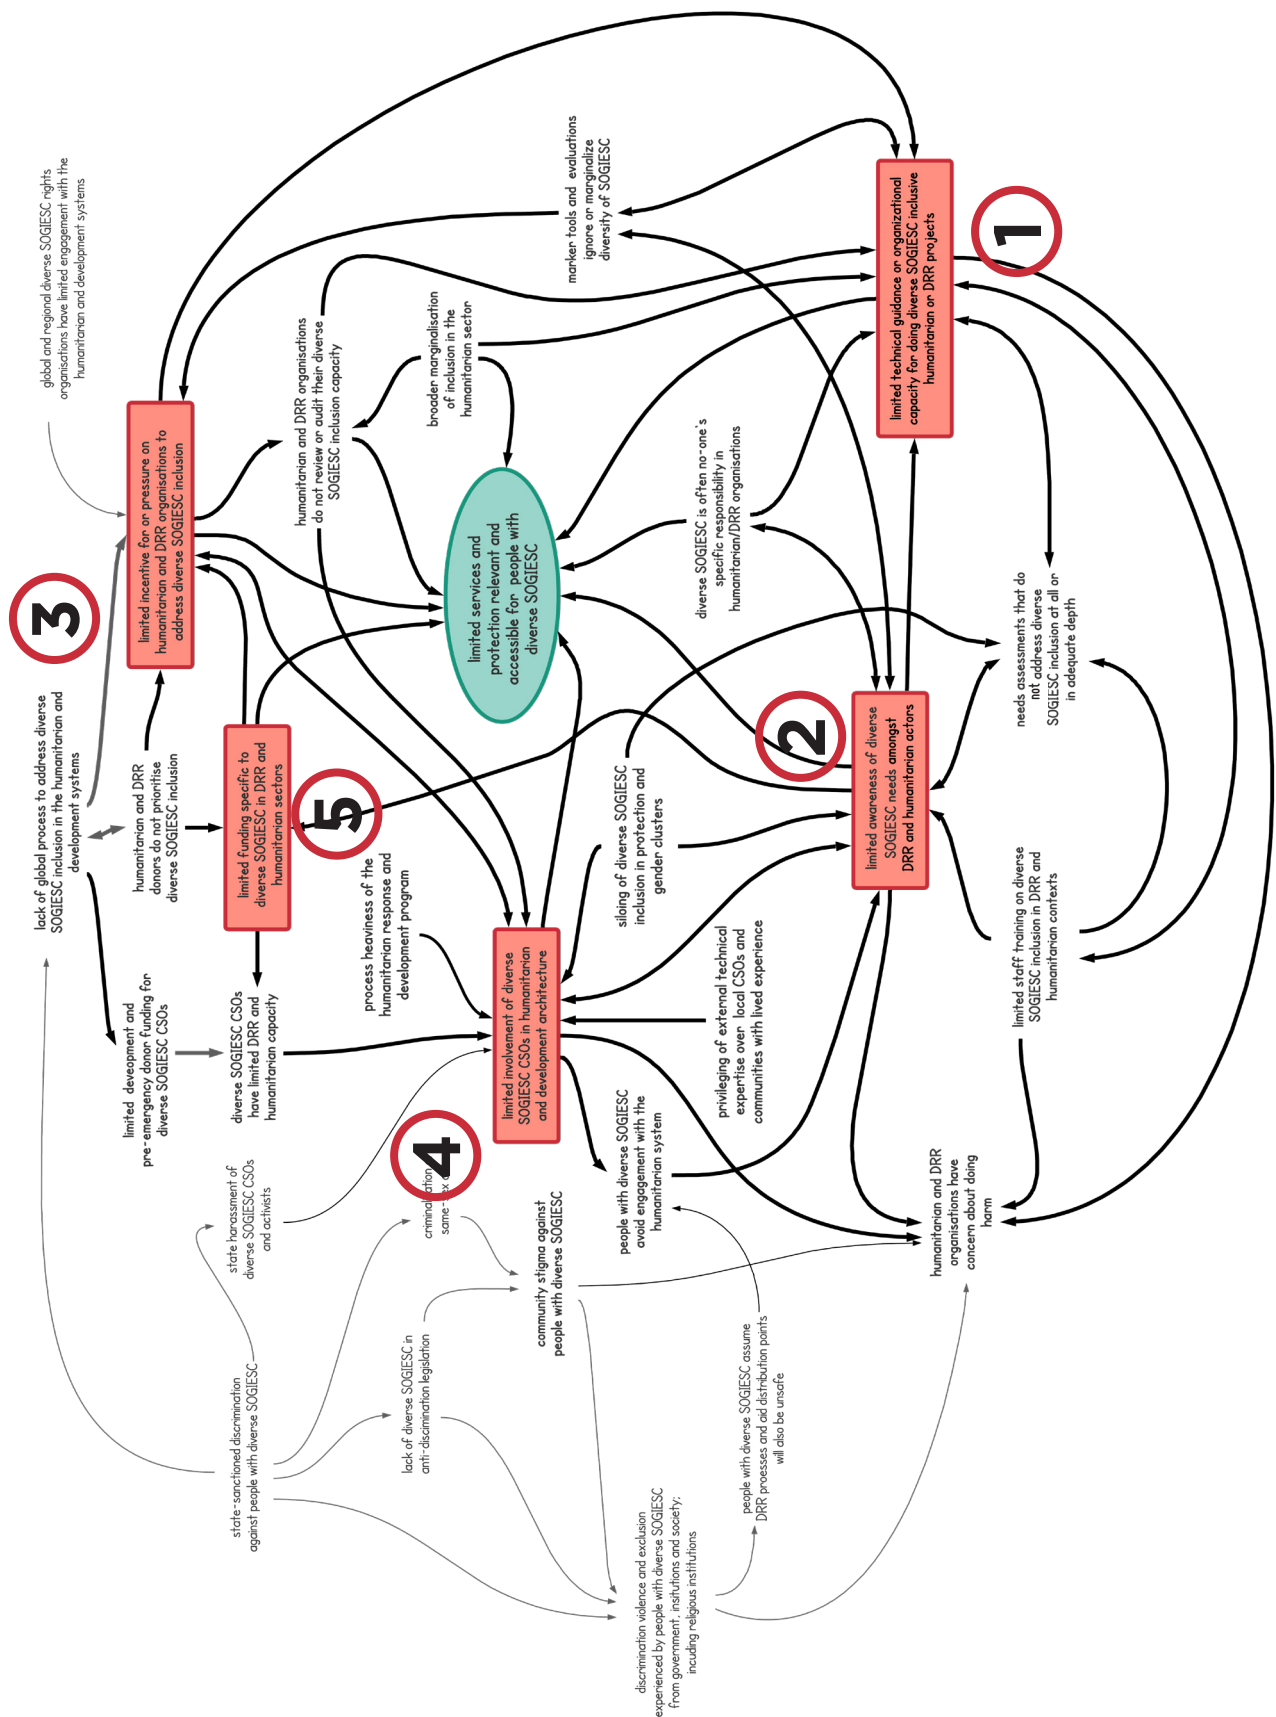 lack of global process to address diverse
SOGIESC inclusion in the humanitarian and
development systems
3
global and regional diverse SOGIESC rights
organisations have limited engagement with the
humanitarian and development systems
limited deveopment and
pre-emergency donor funding for
diverse SOGIESC CSOs
humanitarian and DRR
donors do not prioritise
diverse SOGIESC inclusion
limited incentive for or pressure on
humanitarian and DRR organisations to
address diverse SOGIESC inclusion
state-sanctioned discrimination
against people with diverse SOGIESC
state harassment of
diverse SOGIESC CSOs
and activists
diverse SOGIESC CSOs
have limited DRR and
humanitarian capacity
limited funding specific to
diverse SOGIESC in DRR and
humanitarian sectors
5
humanitarian and DRR organisations
do not review or audit their diverse
SOGIESC inclusion capacity
process heaviness of the
humanitarian response and
development program
lack of diverse SOGIESC in
anti-discimination legislation
same-sex
4
broader marginalisation
of inclusion in the
humanitarian sector
limited involvement of diverse
SOGIESC CSOs in humanitarian
and development architecture
limited services and
protection relevant and
accessible for people with
diverse SOGIESC
community stigma against
people with diverse SOGIESC
marker tools and evaluations
ignore or marginalize
diversity of SOGIESC
people with diverse SOGIESC
avoid engagement with the
humanitarian system
siloing of diverse SOGIESC
inclusion in protection and
gender clusters
discrimination violence and exclusion
experienced by people with diverse SOGIESC
from government, insitutions and society;
incuding religious institutions
privileging of external technical
expertise over local CSOs and
communities with lived experience
diverse SOGIESC is often no-one's
specific responsibility in
humanitarian/DRR organisations
people with diverse SOGIESC assume
DRR proesses and aid distribution points
will also be unsafe
2
limited awareness of diverse
SOGIESC needs amongst
DRR and humanitarian actors
limited technical guidance or organizational
capacity for doing diverse SOGIESC inclusive
humanitarian or DRR projects
1
humanitarian and DRR
organisations have
concern about doing
harm
limited staff training on diverse
SOGIESC inclusion in DRR and
humanitarian contexts
needs assessments that do
not address diverse
SOGIESC inclusion at all or
in adequate depth